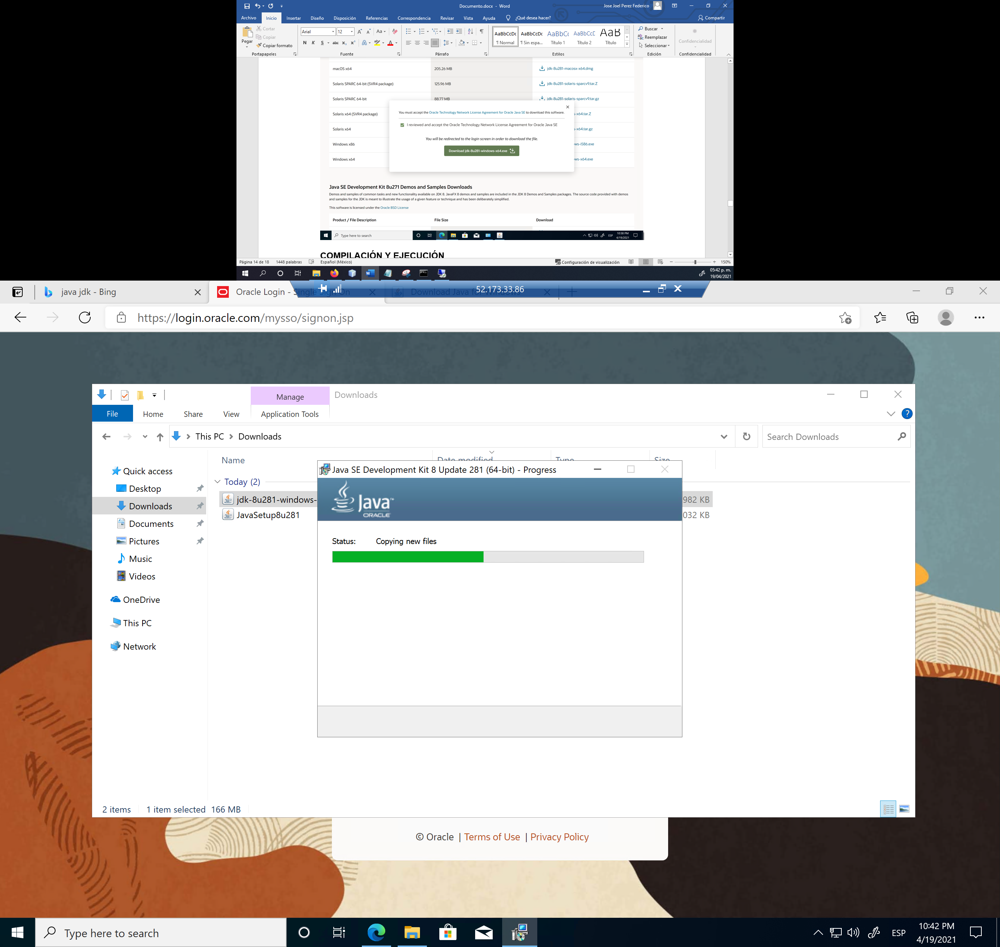 Documento.docx - Word
Jose Joel Perez Federico
Archivo Inicio Insertar Diseño Disposición Referencias Correspondencia Revisar Vista Ayuda ¿Qué desea hacer? Compartir
Pegar
Cortar
Copiar
Copiar formato
Portapapeles
Arial 12
N K S abc x₂ x² A A
Fuente
Párrafo
AaBbCcDc AaBbCcDc AaBbC( AaBbCcE AaB
¶ Normal ¶ Sin espa... Título 1 Título 2 Título
Estilos
Buscar
Reemplazar
Seleccionar
Edición
Confidencialidad
Confidencialidad
macOS x64 205.26 MB jdk-8u281-macosx-x64.dmg
Solaris SPARC 64-bit (SVR4 package) 125.96 MB jdk-8u281-solaris-sparcv9.tar.Z
Solaris SPARC 64-bit 88.77 MB jdk-8u281-solaris-sparcv9.tar.gz
Solaris x64 (SVR4 package) s-x64.tar.Z
Solaris x64 s-x64.tar.gz
Windows x86 ws-i586.exe
Windows x64 ws-x64.exe
You must accept the Oracle Technology Network License Agreement for Oracle Java SE to download this software.
I reviewed and accept the Oracle Technology Network License Agreement for Oracle Java SE
You will be redirected to the login screen in order to download the file.
Download jdk-8u281-windows-x64.exe
Java SE Development Kit 8u271 Demos and Samples Downloads
Demos and samples of common tasks and new functionality available on JDK 8. JavaFX 8 demos and samples are included in the JDK 8 Demos and Samples packages. The source code provided with demos
and samples for the JDK is meant to illustrate the usage of a given feature or technique and has been deliberately simplified.
This software is licensed under the Oracle BSD License
Product / File Description File Size Download
Type here to search
ESP
10:38 PM
4/19/2021
COMPILACIÓN Y EJECUCIÓN
Página 14 de 18 1448 palabras Español (México) Configuración de visualización 150%
05:42 p. m.
19/04/2021
java jdk - Bing
Oracle Login - Single Sign On
Download Java for Windows
52.173.33.86
https://login.oracle.com/mysso/signon.jsp
Manage
Downloads
File Home Share View Application Tools
This PC > Downloads
Search Downloads
Name Date modified Type Size
Quick access
Desktop
Downloads
Documents
Pictures
Music
Videos
OneDrive
This PC
Network
Today (2)
jdk-8u281-windows- 982 KB
JavaSetup8u281 032 KB
Java SE Development Kit 8 Update 281 (64-bit) - Progress
Java™
ORACLE
Status: Copying new files
2 items 1 item selected 166 MB
© Oracle | Terms of Use | Privacy Policy
Type here to search
ESP
10:42 PM
4/19/2021